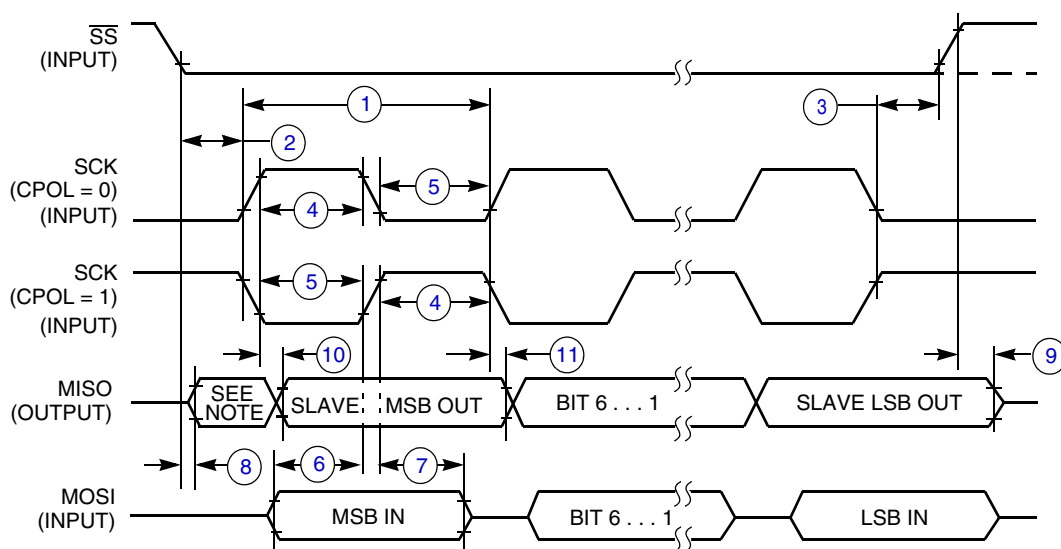 SS
(INPUT)
1
3
2
SCK
(CPOL = 0)
(INPUT)
5
4
SCK
(CPOL = 1)
(INPUT)
5
4
10
11
9
MISO
(OUTPUT)
SEE
NOTE
SLAVE
MSB OUT
BIT 6 . . . 1
SLAVE LSB OUT
8
6
7
MOSI
(INPUT)
MSB IN
BIT 6 . . . 1
LSB IN